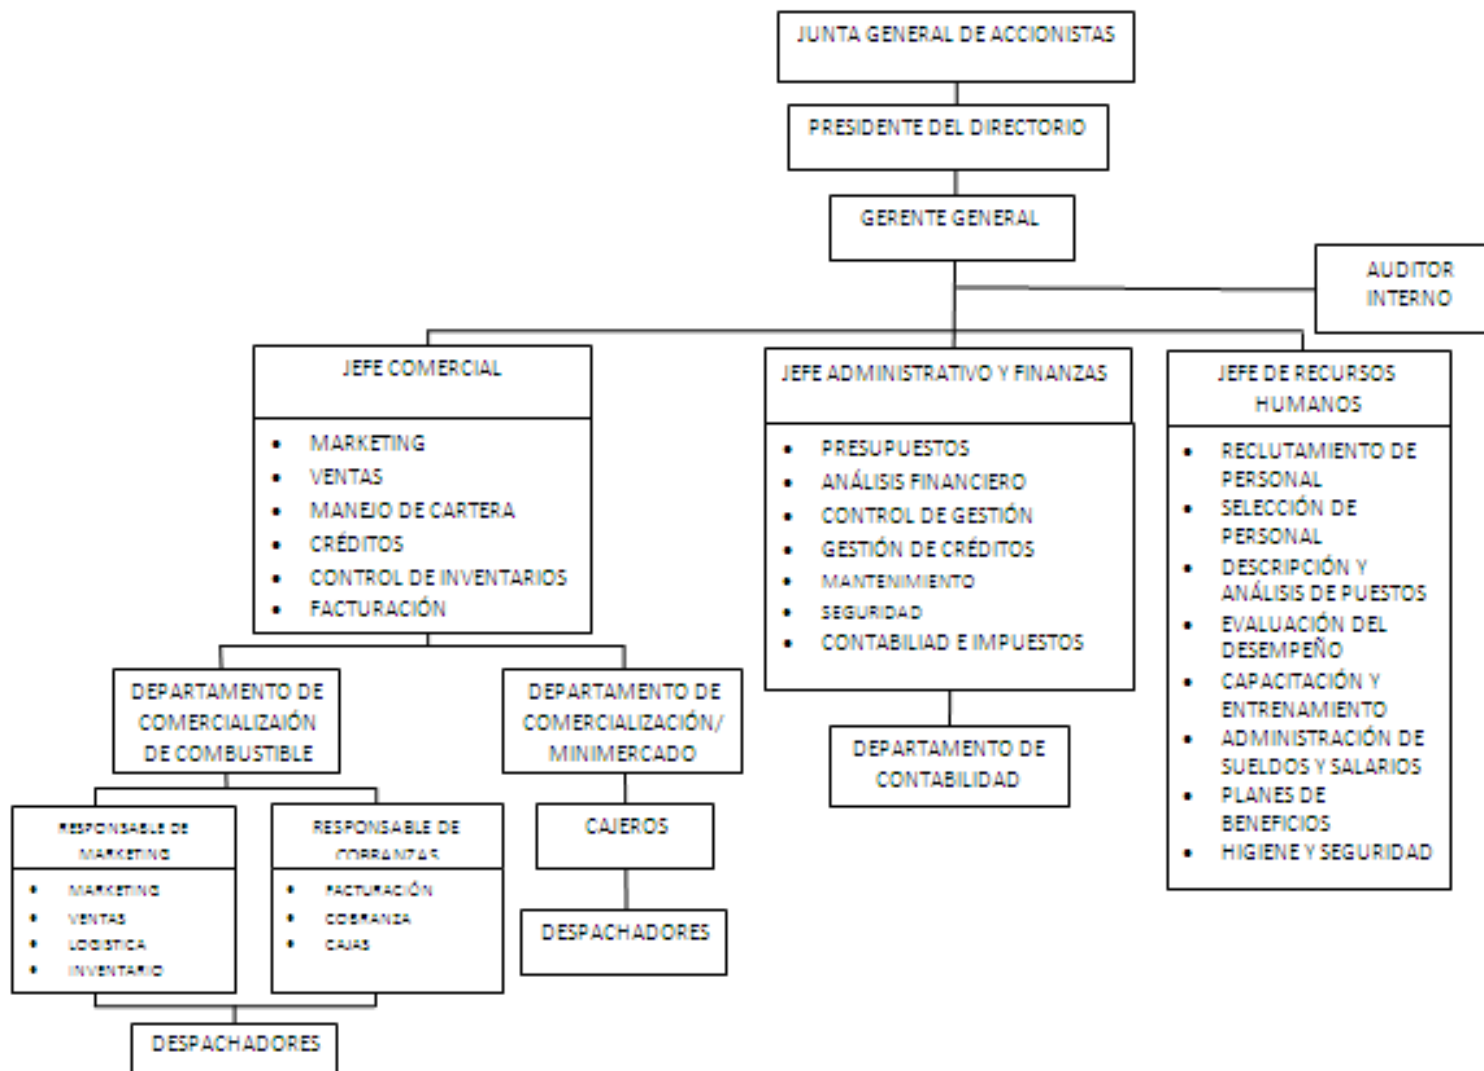 JUNTA GENERAL DE ACCIONISTAS
PRESIDENTE DEL DIRECTORIO
GERENTE GENERAL
AUDITOR
INTERNO
JEFE COMERCIAL
• MARKETING
• VENTAS
• MANEJO DE CARTERA
• CRÉDITOS
• CONTROL DE INVENTARIOS
• FACTURACIÓN
JEFE ADMINISTRATIVO Y FINANZAS
• PRESUPUESTOS
• ANÁLISIS FINANCIERO
• CONTROL DE GESTIÓN
• GESTIÓN DE CRÉDITOS
• MANTENIMIENTO
• SEGURIDAD
• CONTABILIAD E IMPUESTOS
JEFE DE RECURSOS
HUMANOS
• RECLUTAMIENTO DE
PERSONAL
• SELECCIÓN DE
PERSONAL
• DESCRIPCIÓN Y
ANÁLISIS DE PUESTOS
• EVALUACIÓN DEL
DESEMPEÑO
• CAPACITACIÓN Y
ENTRENAMIENTO
• ADMINISTRACIÓN DE
SUELDOS Y SALARIOS
• PLANES DE
BENEFICIOS
• HIGIENE Y SEGURIDAD
DEPARTAMENTO DE
COMERCIALIZAIÓN
DE COMBUSTIBLE
DEPARTAMENTO DE
COMERCIALIZACIÓN/
MINIMERCADO
DEPARTAMENTO DE
CONTABILIDAD
RESPONSABLE DE
MARKETING
• MARKETING
• VENTAS
• LOGISTICA
• INVENTARIO
RESPONSABLE DE
COBRANZAS
• FACTURACIÓN
• COBRANZA
• CAJAS
CAJEROS
DESPACHADORES
DESPACHADORES